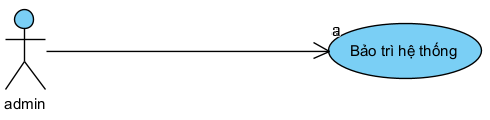 a
Bảo trì hệ thống
admin